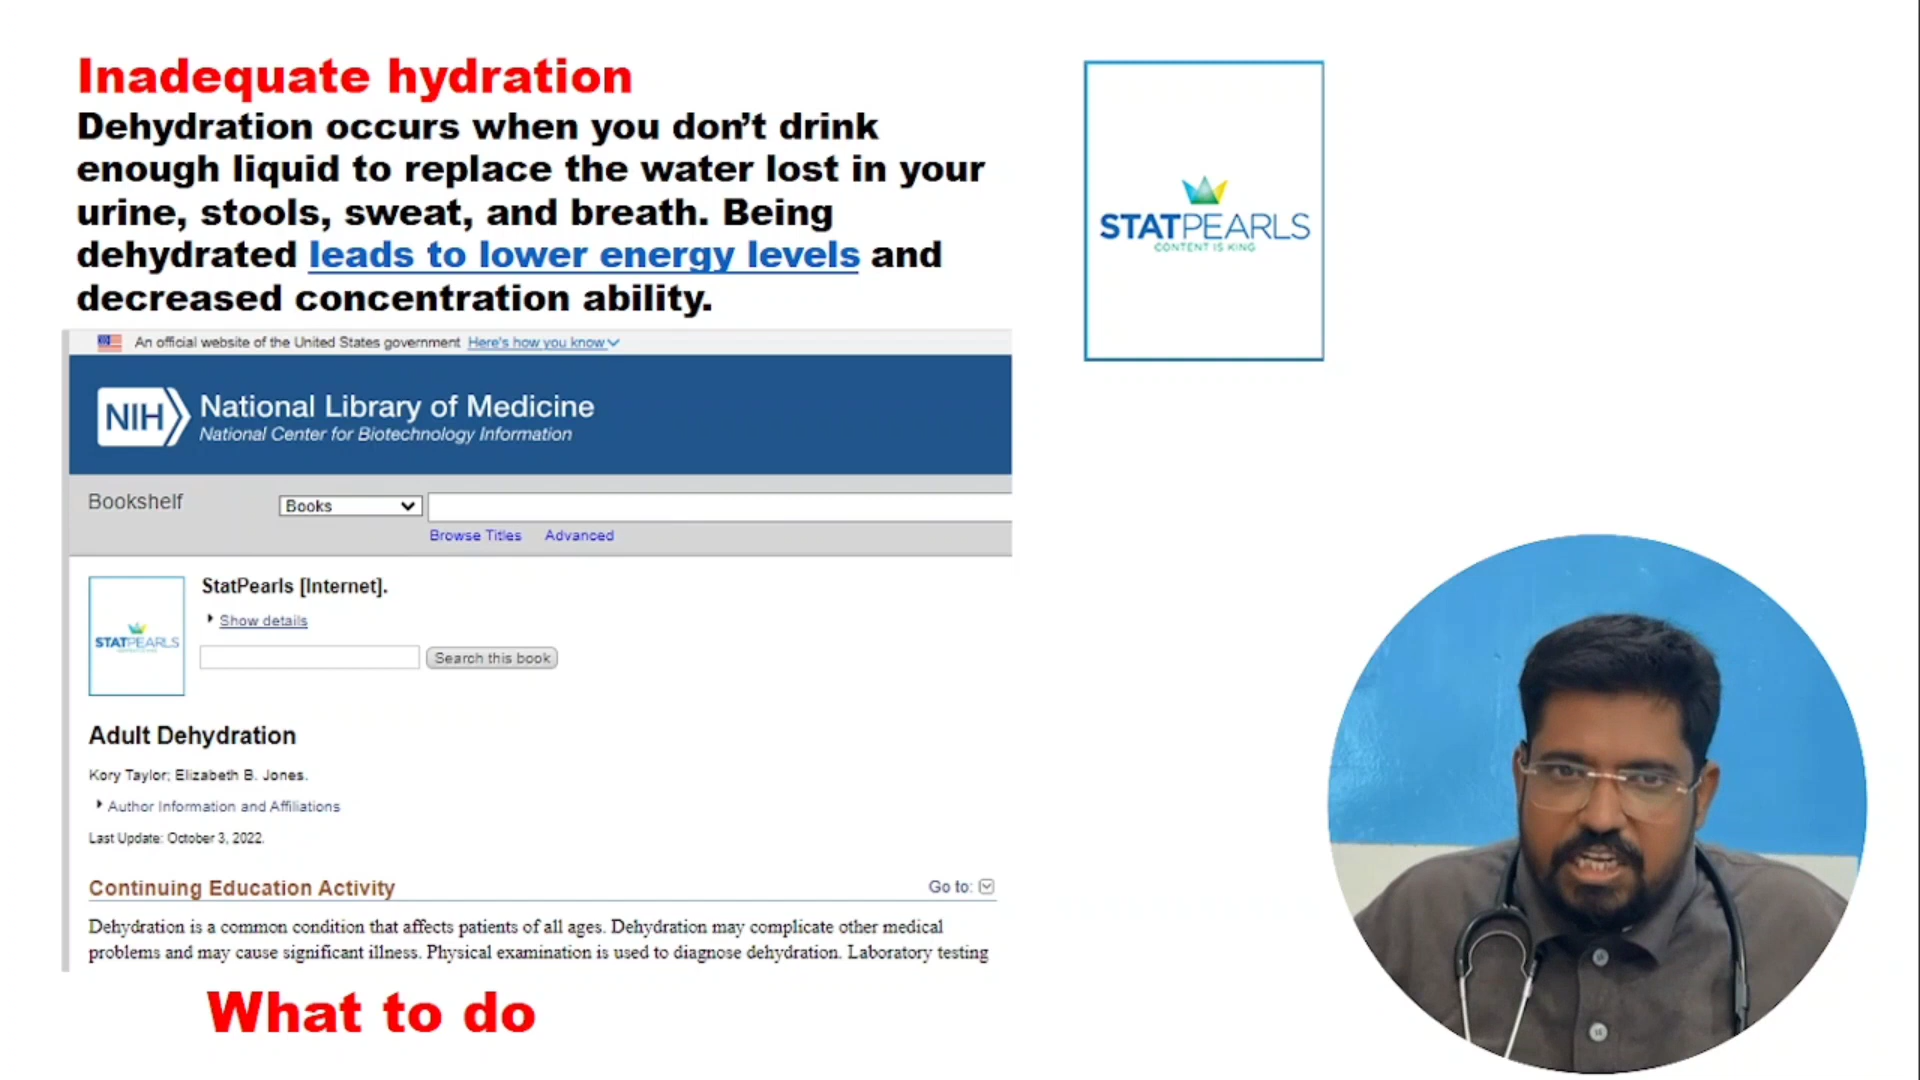 Inadequate hydration
Dehydration occurs when you don’t drink
enough liquid to replace the water lost in your
urine, stools, sweat, and breath. Being
dehydrated leads to lower energy levels and
decreased concentration ability.
STATPEARLS
CONTENT IS KING
An official website of the United States government Here's how you know
NIH National Library of Medicine
National Center for Biotechnology Information
Bookshelf
Books
Browse Titles Advanced
STATPEARLS
StatPearls [Internet].
Show details
Search this book
Adult Dehydration
Kory Taylor; Elizabeth B. Jones.
Author Information and Affiliations
Last Update: October 3, 2022.
Continuing Education Activity Go to:
Dehydration is a common condition that affects patients of all ages. Dehydration may complicate other medical
problems and may cause significant illness. Physical examination is used to diagnose dehydration. Laboratory testing
What to do